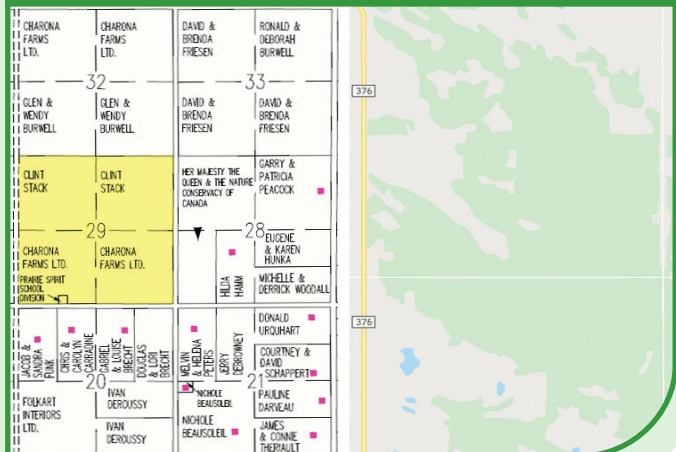 CHARONA
FARMS
LTD.
CHARONA
FARMS
LTD.
DAVID &
BRENDA
FRIESEN
RONALD &
DEBORAH
BURWELL
32
33
GLEN &
WENDY
BURWELL
GLEN &
WENDY
BURWELL
DAVID &
BRENDA
FRIESEN
DAVID &
BRENDA
FRIESEN
376
CLINT
STACK
CLINT
STACK
HER MAJESTY THE
QUEEN & THE NATURE
CONSERVACY OF
CANADA
GARRY &
PATRICIA
PEACOCK
29
28
CHARONA
FARMS LTD.
CHARONA
FARMS LTD.
PRAIRIE SPIRIT
SCHOOL
DIVISION
HILDA
HAMM
EUGENE
& KAREN
HUNKA
MICHELLE &
DERRICK WOODALL
376
JACOB &
SANDRA
FUNK
CHRIS &
CAROLYN
CARRADINE
GABRIEL
& LOUISE
BRECHT
DOUGLAS
& LORI
BRECHT
MELVIN
& HELENA
PETERS
JERRY
DEBROWNEY
DONALD
URQUHART
COURTNEY &
DAVID
SCHAPPERT
20
21
FOLKART
INTERIORS
LTD.
IVAN
DEROUSSY
IVAN
DEROUSSY
NICHOLE
BEAUSOLEIL
NICHOLE
BEAUSOLEIL
PAULINE
DARVEAU
JAMES
& CONNIE
THERIAULT